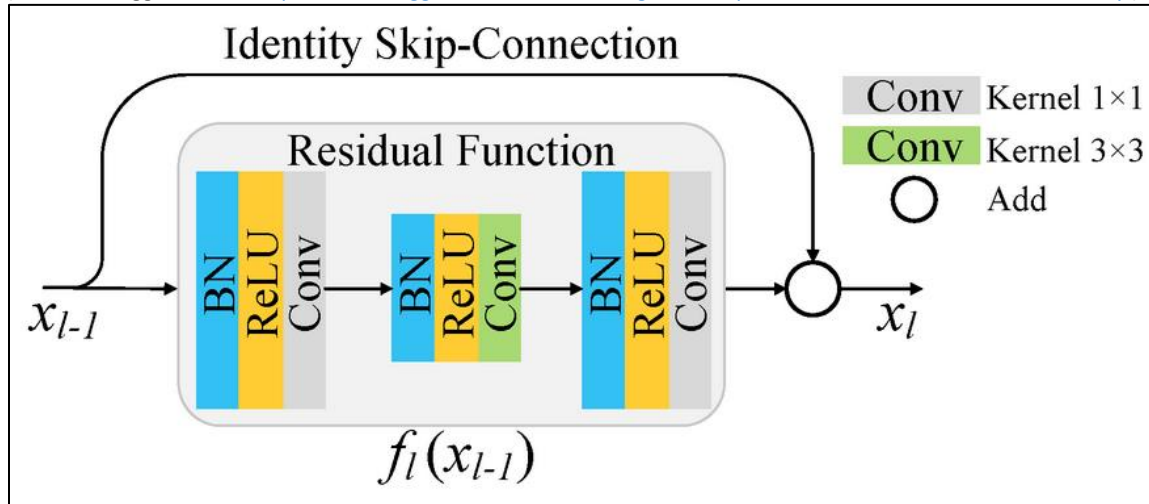 Identity Skip-Connection
Conv Kernel 1×1
Conv Kernel 3×3
Add
Residual Function
BN ReLU Conv
BN ReLU Conv
BN ReLU Conv
x_{l-1}
x_l
f_l(x_{l-1})